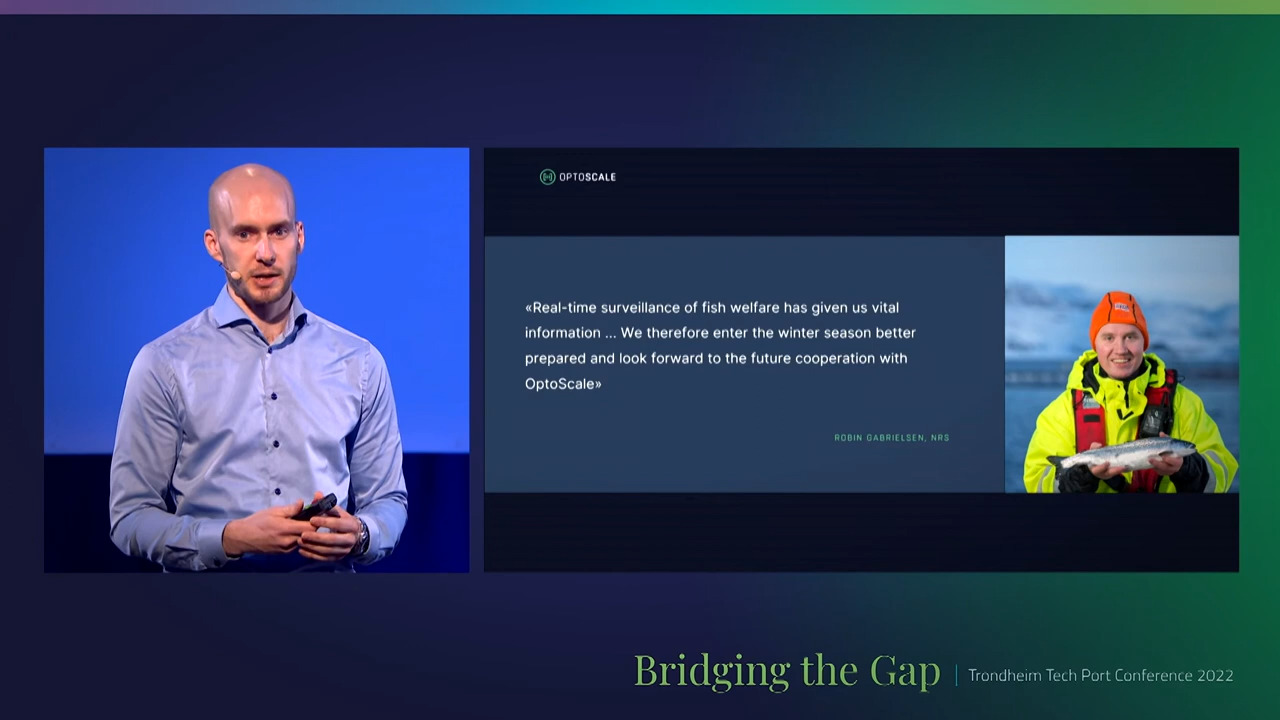 OPTOSCALE
«Real-time surveillance of fish welfare has given us vital
information ... We therefore enter the winter season better
prepared and look forward to the future cooperation with
OptoScale»
ROBIN GABRIELSEN, NRS
Bridging the Gap | Trondheim Tech Port Conference 2022